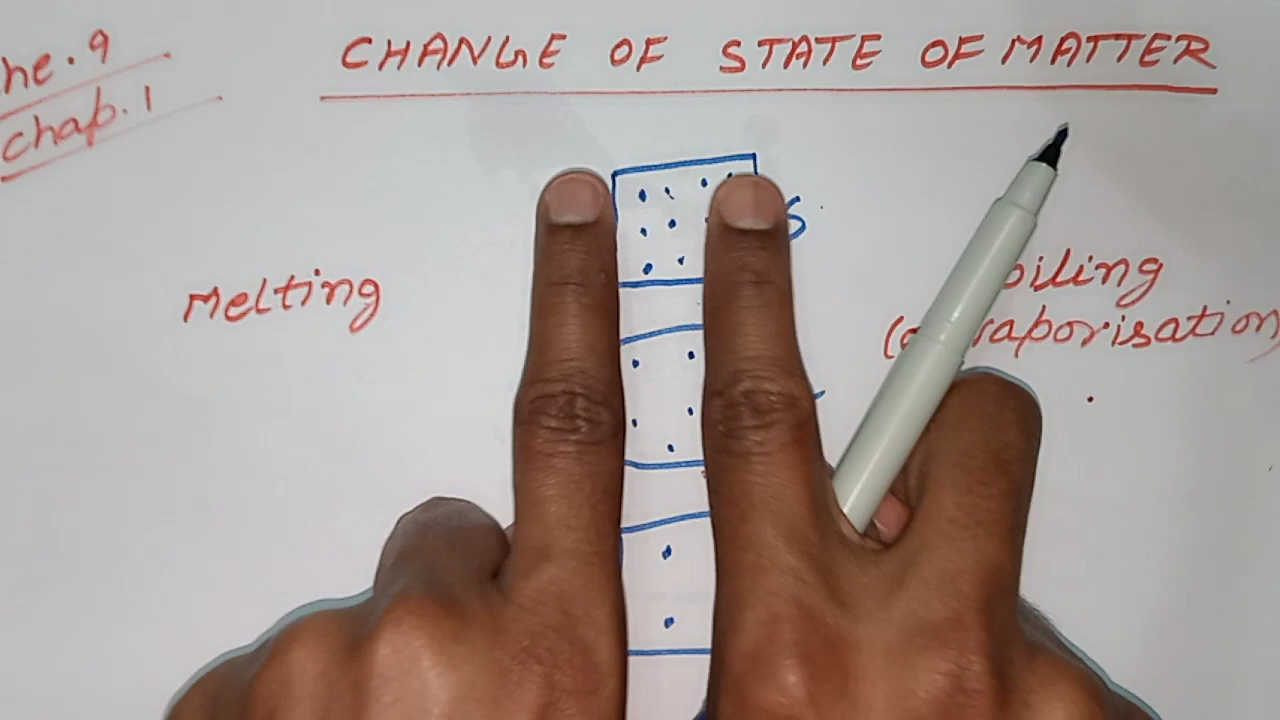 he. 9
CHANGE OF STATE OF MATTER
chap. 1
S
Melting
oiling
vaporisation)